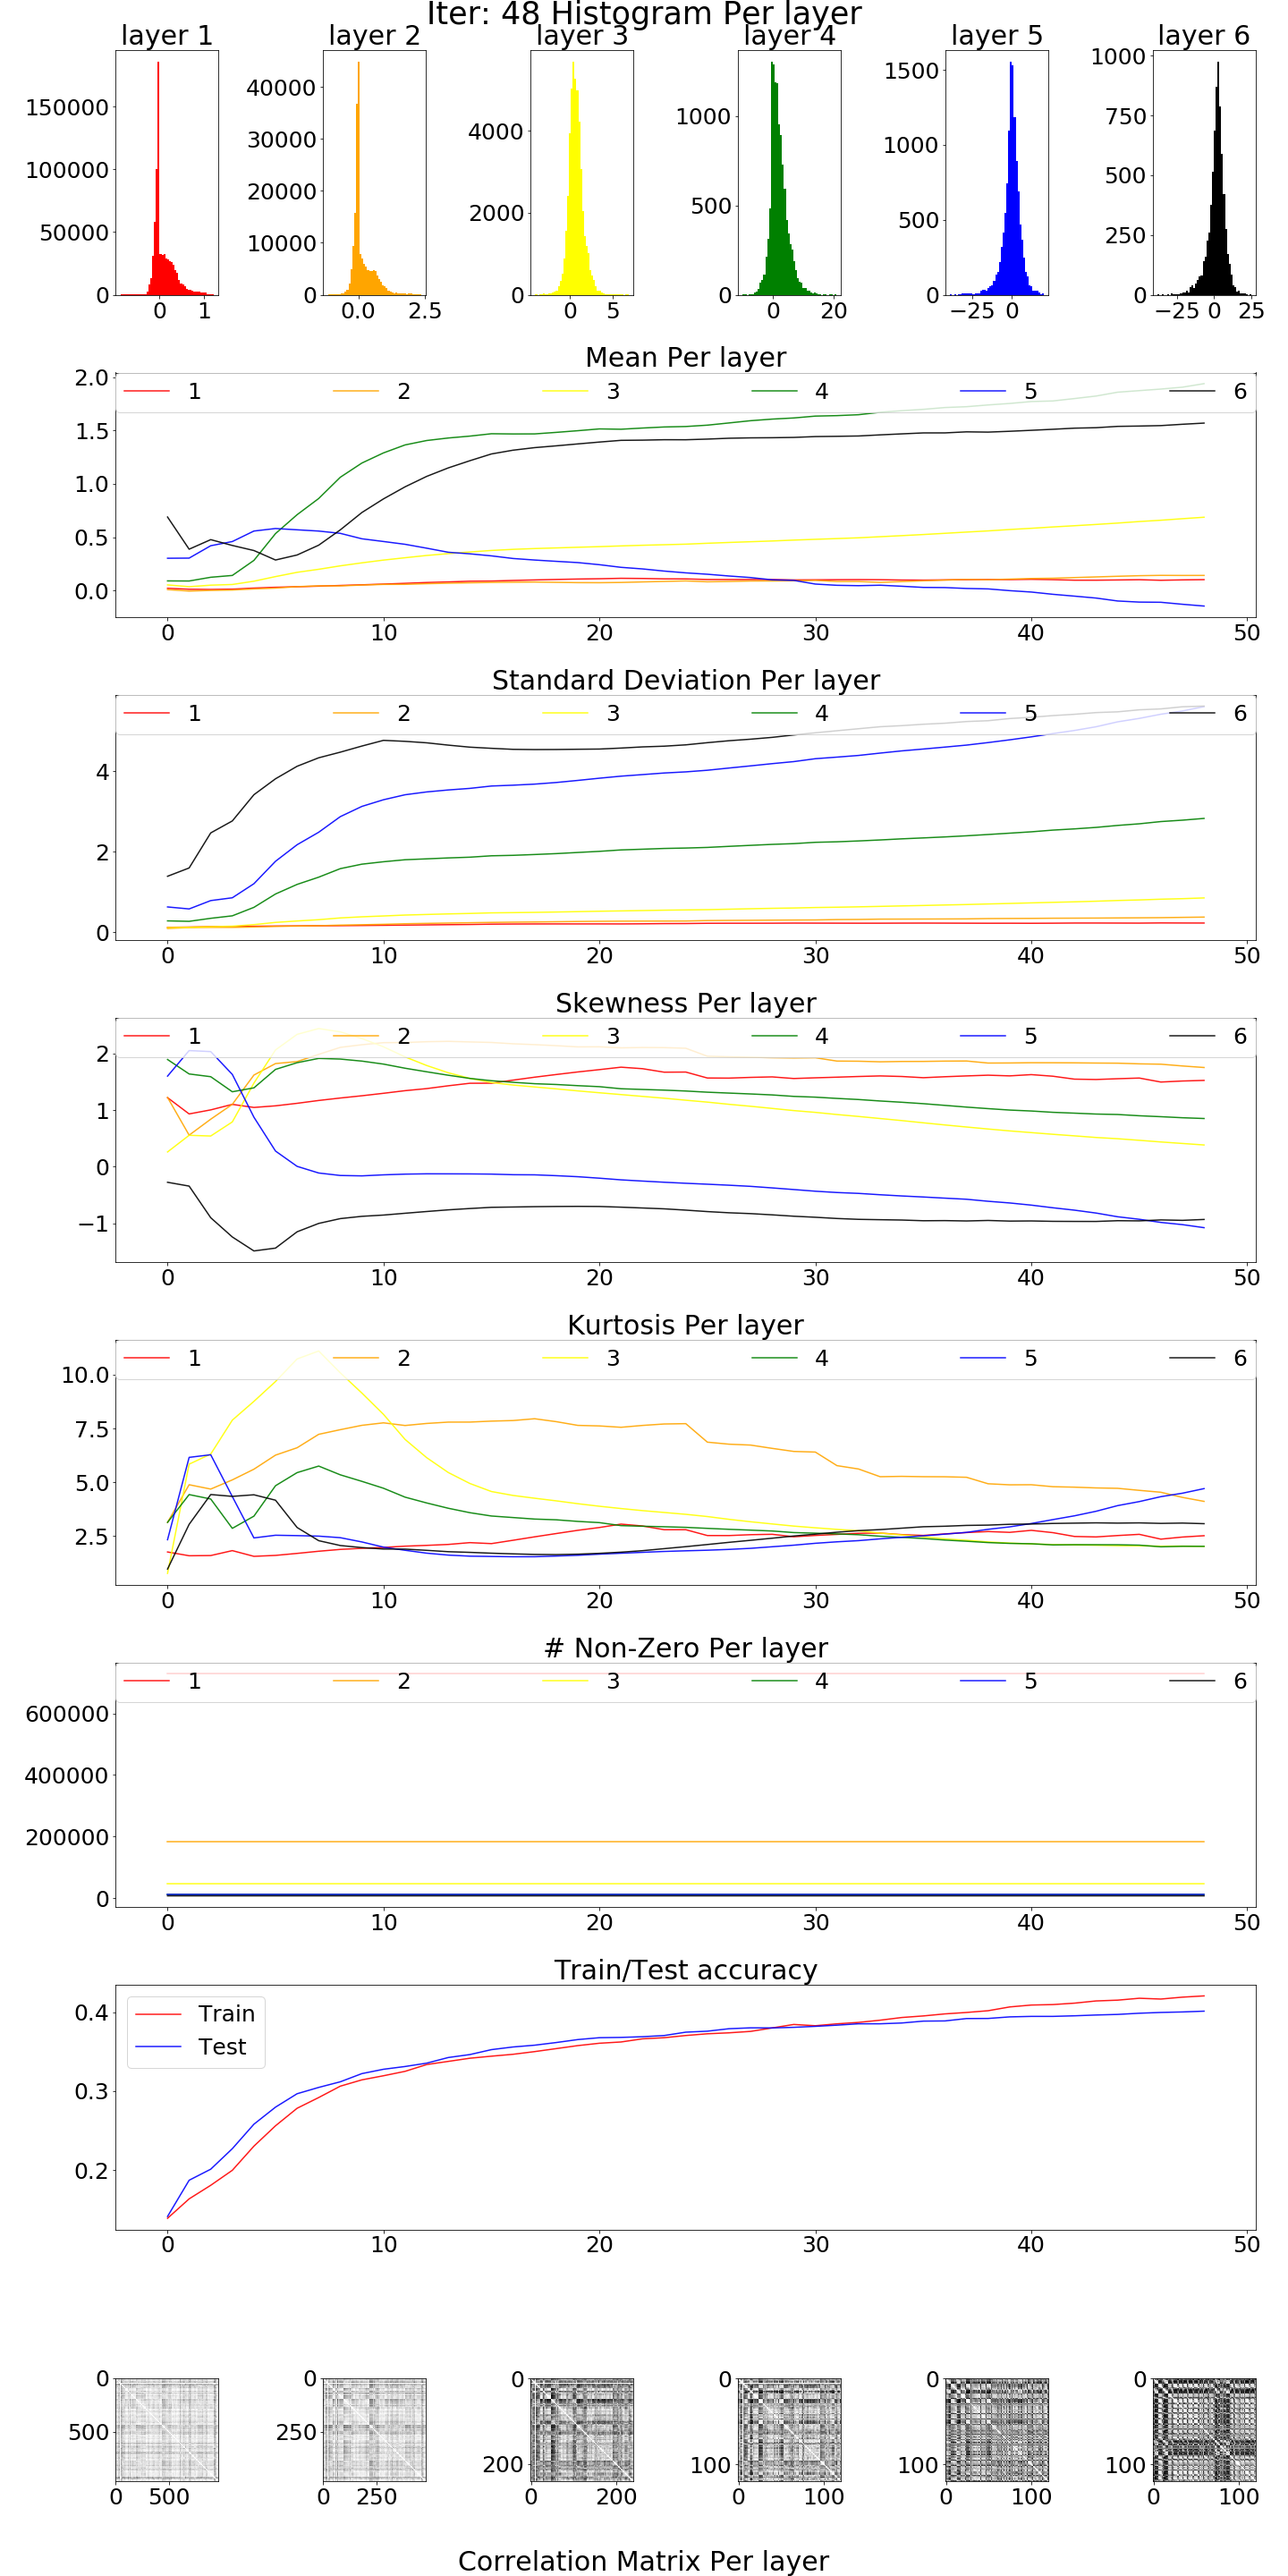 Iter: 48 Histogram Per layer
layer 1 layer 2 layer 3 layer 4 layer 5 layer 6
150000 100000 50000 0
0 1
40000 30000 20000 10000 0
0.0 2.5
4000 2000 0
0 5
1000 500 0
0 20
1500 1000 500 0
−25 0
1000 750 500 250 0
−25 0 25
Mean Per layer
1 2 3 4 5 6
2.0
1.5
1.0
0.5
0.0
0 10 20 30 40 50
Standard Deviation Per layer
1 2 3 4 5 6
4
2
0
0 10 20 30 40 50
Skewness Per layer
1 2 3 4 5 6
2
1
0
−1
0 10 20 30 40 50
Kurtosis Per layer
1 2 3 4 5 6
10.0
7.5
5.0
2.5
0 10 20 30 40 50
# Non-Zero Per layer
1 2 3 4 5 6
600000
400000
200000
0
0 10 20 30 40 50
Train/Test accuracy
Train
Test
0.4
0.3
0.2
0 10 20 30 40 50
0 500
0 500
0 250
0 250
0 200
0 200
0 100
0 100
0 100
0 100
0 100
0 100
Correlation Matrix Per layer